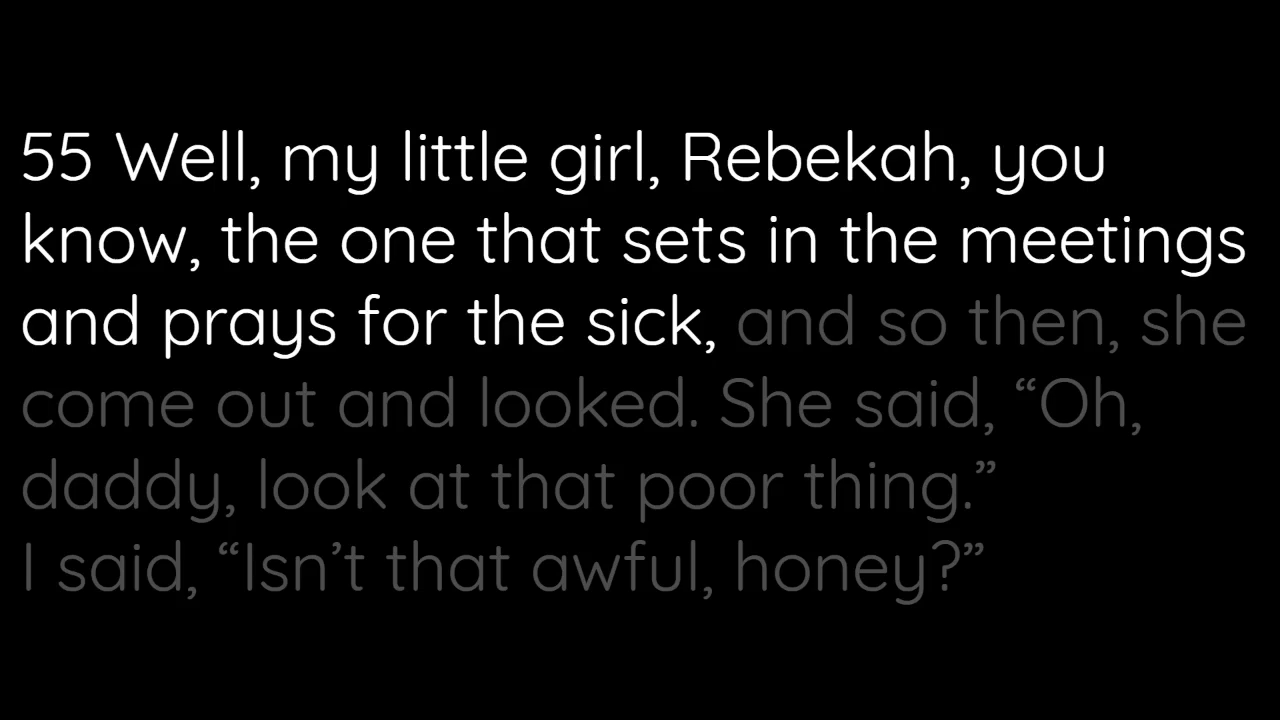 55 Well, my little girl, Rebekah, you
know, the one that sets in the meetings
and prays for the sick, and so then, she
come out and looked. She said, “Oh,
daddy, look at that poor thing.”
I said, “Isn’t that awful, honey?”